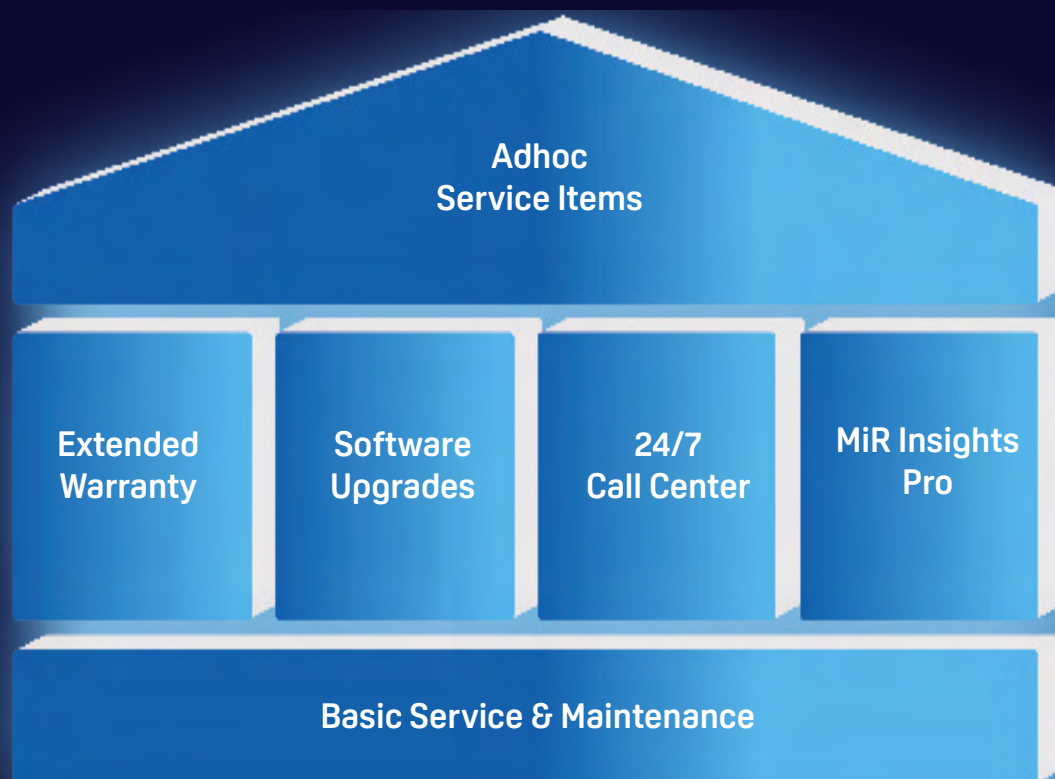 Adhoc
Service Items
Extended
Warranty
Software
Upgrades
24/7
Call Center
MiR Insights
Pro
Basic Service & Maintenance